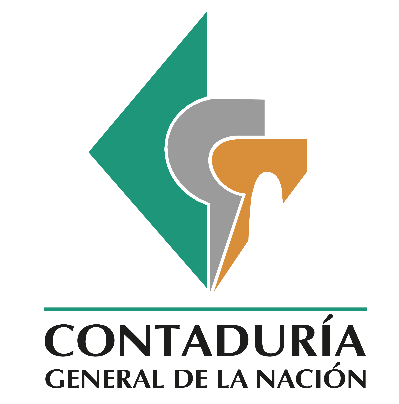 CONTADURÍA
GENERAL DE LA NACIÓN